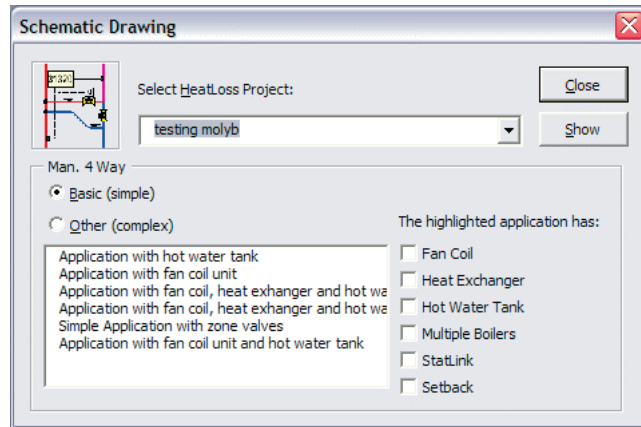 Schematic Drawing
Select HeatLoss Project:
Close
testing molyb
Show
Man. 4 Way
Basic (simple)
Other (complex)
The highlighted application has:
Application with hot water tank
Application with fan coil unit
Application with fan coil, heat exhanger and hot wa
Application with fan coil, heat exhanger and hot wa
Simple Application with zone valves
Application with fan coil unit and hot water tank
Fan Coil
Heat Exchanger
Hot Water Tank
Multiple Boilers
StatLink
Setback